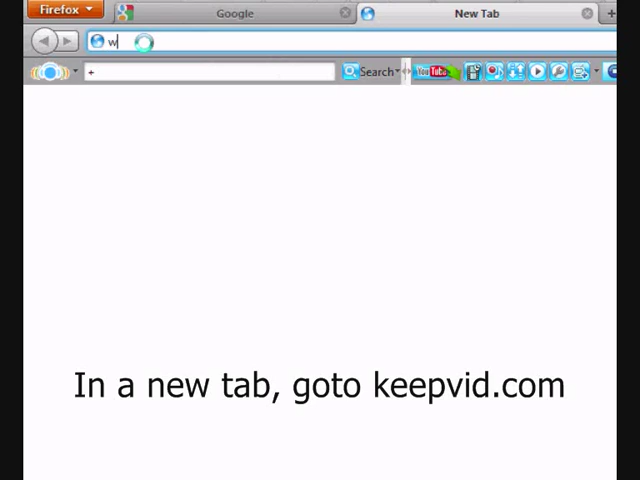 Firefox
Google
New Tab
w
+
Search
YouTube
In a new tab, goto keepvid.com